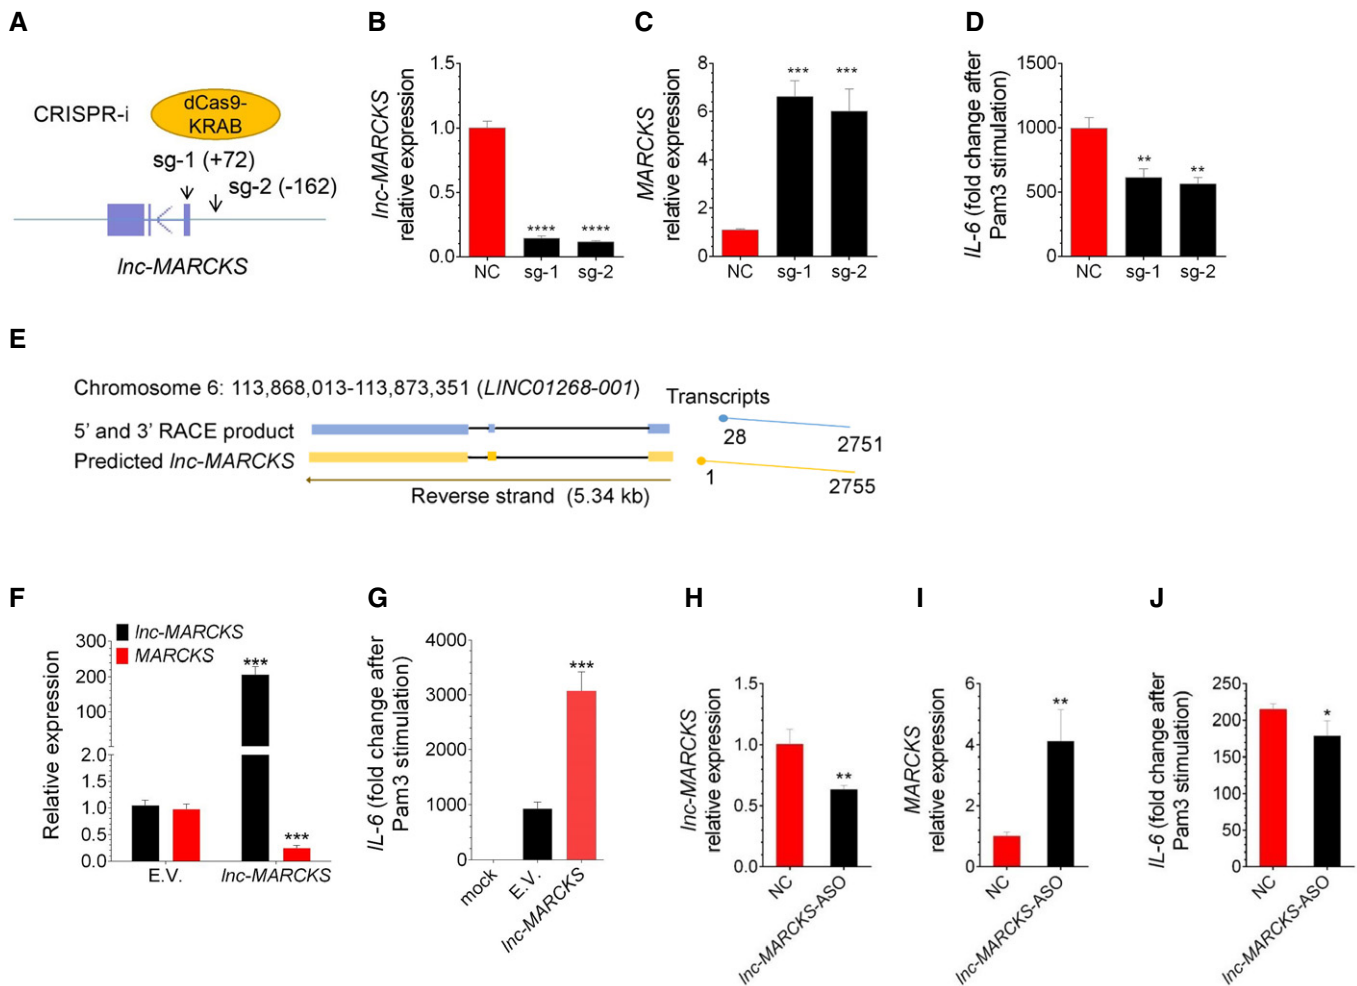 A
CRISPR-i
dCas9-
KRAB
sg-1 (+72)
sg-2 (-162)
lnc-MARCKS
B
lnc-MARCKS
relative expression
1.5
1.0
0.5
0.0
****
****
NC
sg-1
sg-2
C
MARCKS
relative expression
8
6
4
2
0
***
***
NC
sg-1
sg-2
D
IL-6 (fold change after
Pam3 stimulation)
1500
1000
500
0
**
**
NC
sg-1
sg-2
E
Chromosome 6: 113,868,013-113,873,351 (LINC01268-001)
Transcripts
5' and 3' RACE product
28
2751
Predicted lnc-MARCKS
1
2755
Reverse strand (5.34 kb)
F
lnc-MARCKS
MARCKS
Relative expression
300
200
100
2.0
1.5
1.0
0.5
0.0
***
***
E.V.
lnc-MARCKS
G
IL-6 (fold change after
Pam3 stimulation)
4000
3000
2000
1000
0
***
mock
E.V.
lnc-MARCKS
H
lnc-MARCKS
relative expression
1.5
1.0
0.5
0.0
**
NC
lnc-MARCKS-ASO
I
MARCKS
relative expression
6
4
2
0
**
NC
lnc-MARCKS-ASO
J
IL-6 (fold change after
Pam3 stimulation)
250
200
150
100
50
0
*
NC
lnc-MARCKS-ASO